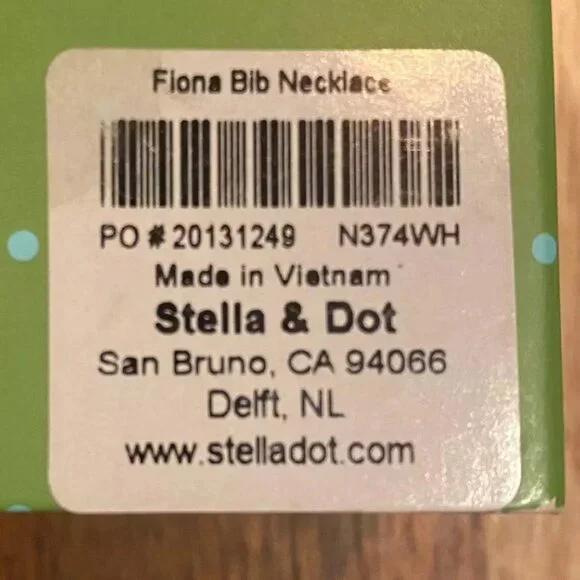 Fiona Bib Necklace
PO # 20131249 N374WH
Made in Vietnam
Stella & Dot
San Bruno, CA 94066
Delft, NL
www.stelladot.com